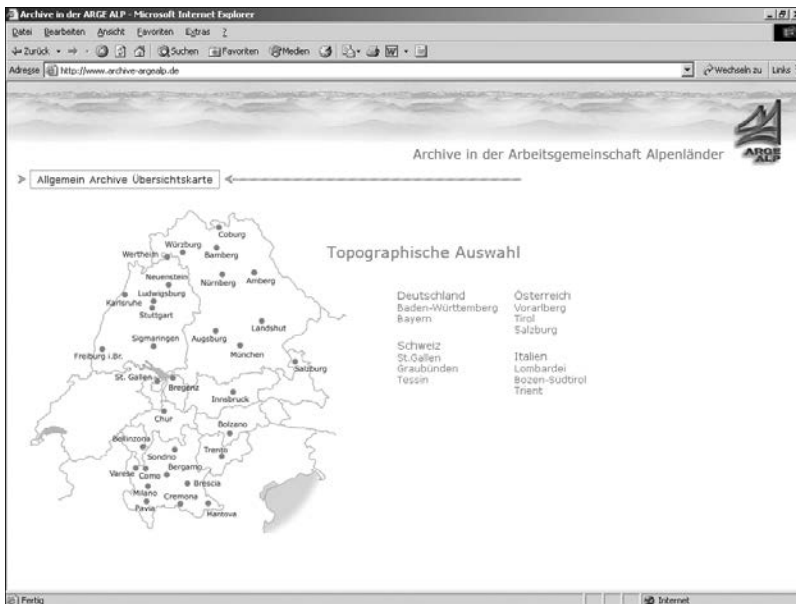 Archive in der ARGE ALP - Microsoft Internet Explorer
Datei Bearbeiten Ansicht Favoriten Extras ?
Zurück Suchen Favoriten Medien
Adresse http://www.archive-argealp.de Wechseln zu Links
Archive in der Arbeitsgemeinschaft Alpenländer
ARGE
ALP
Allgemein Archive Übersichtskarte
Topographische Auswahl
Coburg
Würzburg
Wertheim
Bamberg
Neuenstein
Nürnberg
Amberg
Ludwigsburg
Karlsruhe
Stuttgart
Landshut
Sigmaringen
Augsburg
München
Freiburg i.Br.
Salzburg
St. Gallen
Bregenz
Innsbruck
Chur
Bolzano
Bellinzona
Sondrio
Trento
Bergamo
Varese
Como
Brescia
Milano
Cremona
Pavia
Mantova
Deutschland
Baden-Württemberg
Bayern
Schweiz
St.Gallen
Graubünden
Tessin
Österreich
Vorarlberg
Tirol
Salzburg
Italien
Lombardei
Bozen-Südtirol
Trient
Fertig
Internet